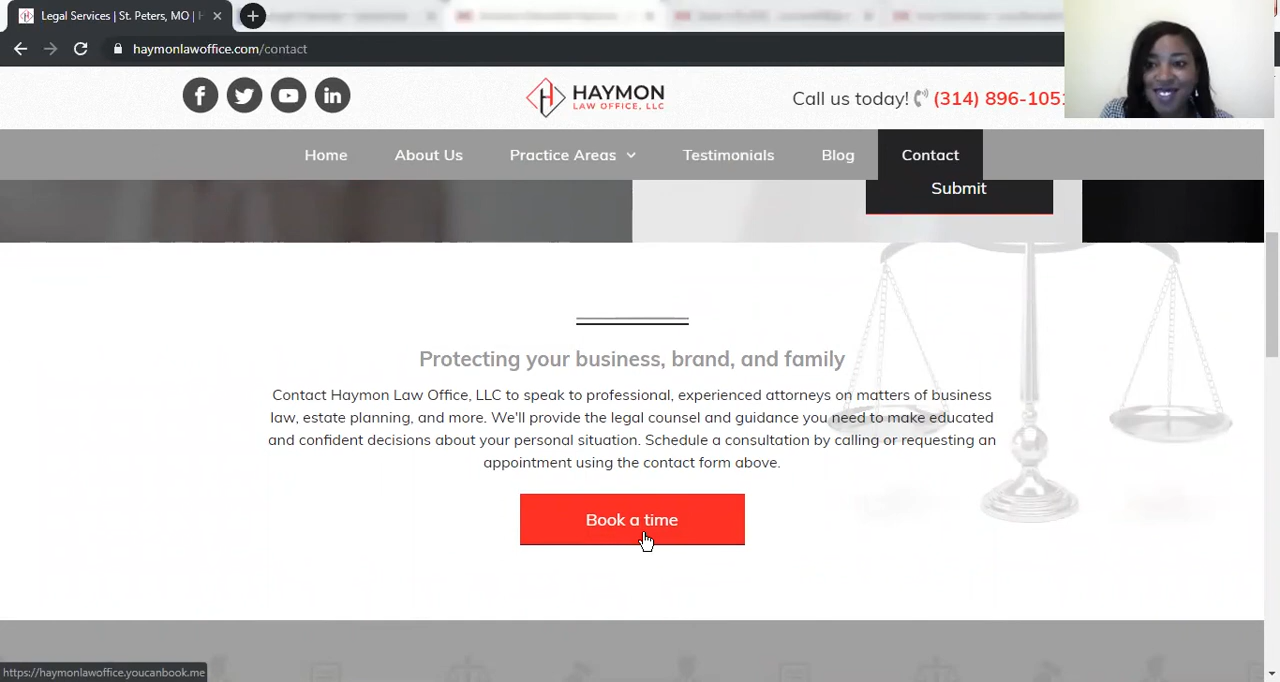 Legal Services | St. Peters, MO |
haymonlawoffice.com/contact
HAYMON
LAW OFFICE, LLC
Call us today! (314) 896-105
Home About Us Practice Areas Testimonials Blog Contact
Submit
Protecting your business, brand, and family
Contact Haymon Law Office, LLC to speak to professional, experienced attorneys on matters of business
law, estate planning, and more. We'll provide the legal counsel and guidance you need to make educated
and confident decisions about your personal situation. Schedule a consultation by calling or requesting an
appointment using the contact form above.
Book a time
https://haymonlawoffice.youcanbook.me